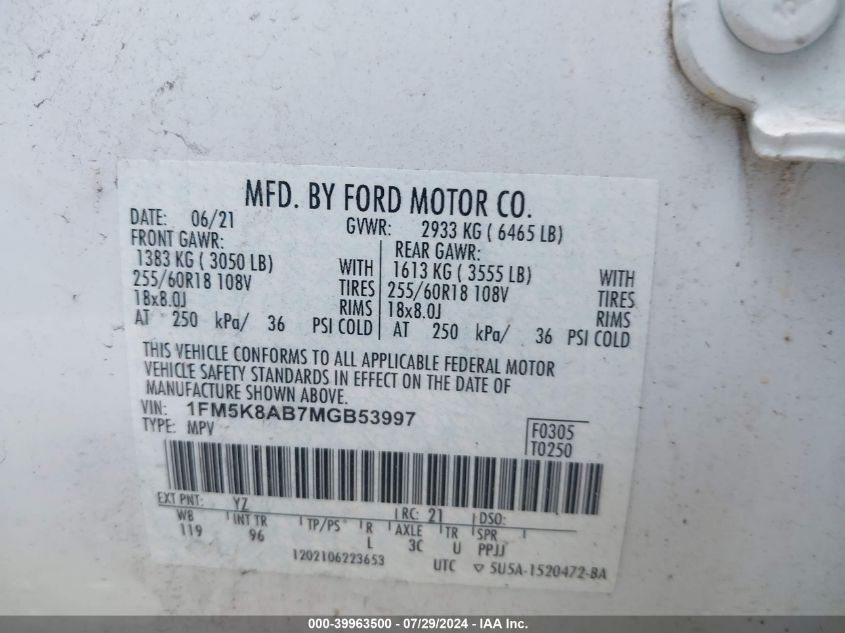 MFD. BY FORD MOTOR CO.
DATE: 06/21 GVWR: 2933 KG ( 6465 LB)
FRONT GAWR: REAR GAWR:
1383 KG ( 3050 LB) WITH 1613 KG ( 3555 LB) WITH
255/60R18 108V TIRES 255/60R18 108V TIRES
18x8.0J RIMS 18x8.0J RIMS
AT 250 kPa/ 36 PSI COLD AT 250 kPa/ 36 PSI COLD
THIS VEHICLE CONFORMS TO ALL APPLICABLE FEDERAL MOTOR
VEHICLE SAFETY STANDARDS IN EFFECT ON THE DATE OF
MANUFACTURE SHOWN ABOVE.
VIN: 1FM5K8AB7MGB53997
TYPE: MPV
F0305
T0250
EXT PNT: YZ RC: 21 DSO:
WB INT TR TP/PS R AXLE TR SPR
119 96 L 3C U PPJJ
1202106223653 UTC ▽ 5U5A-1520472-BA
000-39963500 - 07/29/2024 - IAA Inc.